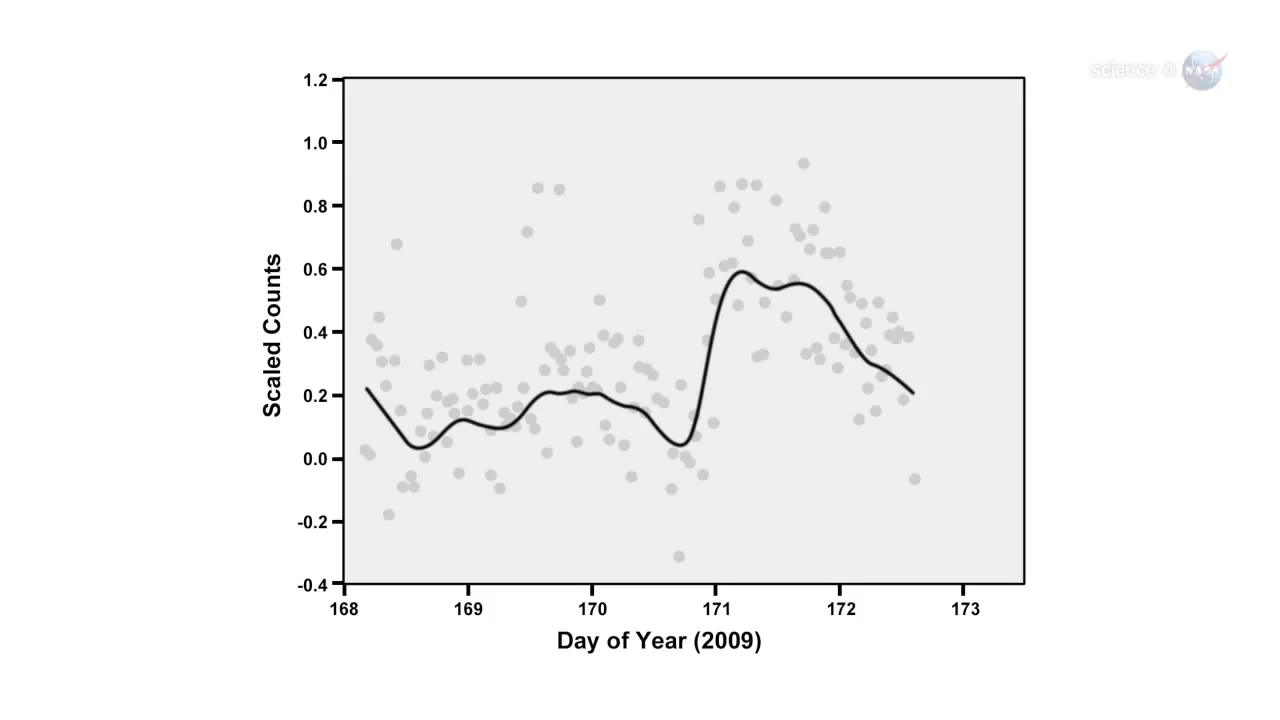 science @ NASA
1.2
1.0
0.8
0.6
0.4
0.2
0.0
-0.2
-0.4
Scaled Counts
168 169 170 171 172 173
Day of Year (2009)